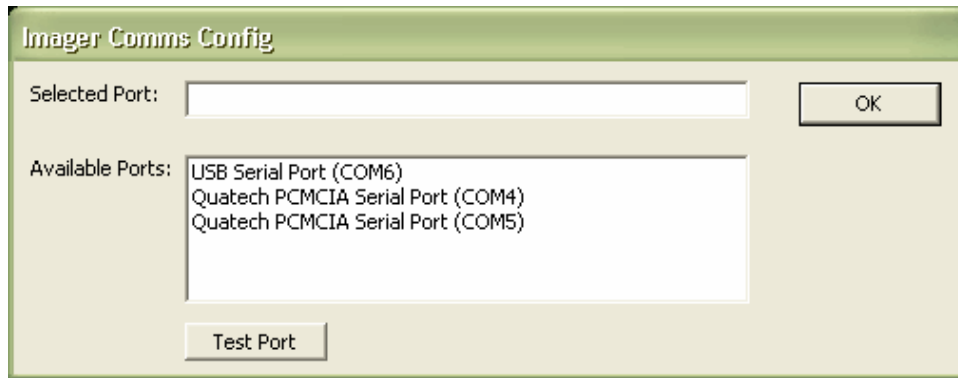 Imager Comms Config
Selected Port:
OK
Available Ports:
USB Serial Port (COM6)
Quatech PCMCIA Serial Port (COM4)
Quatech PCMCIA Serial Port (COM5)
Test Port